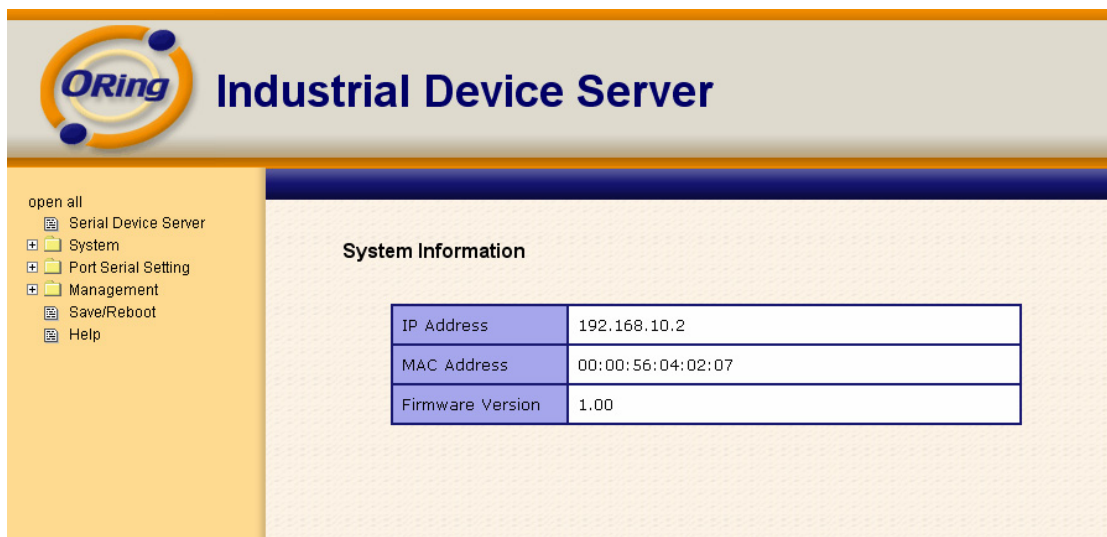 ORing
Industrial Device Server
open all
Serial Device Server
System
Port Serial Setting
Management
Save/Reboot
Help
System Information
IP Address 192.168.10.2
MAC Address 00:00:56:04:02:07
Firmware Version 1.00